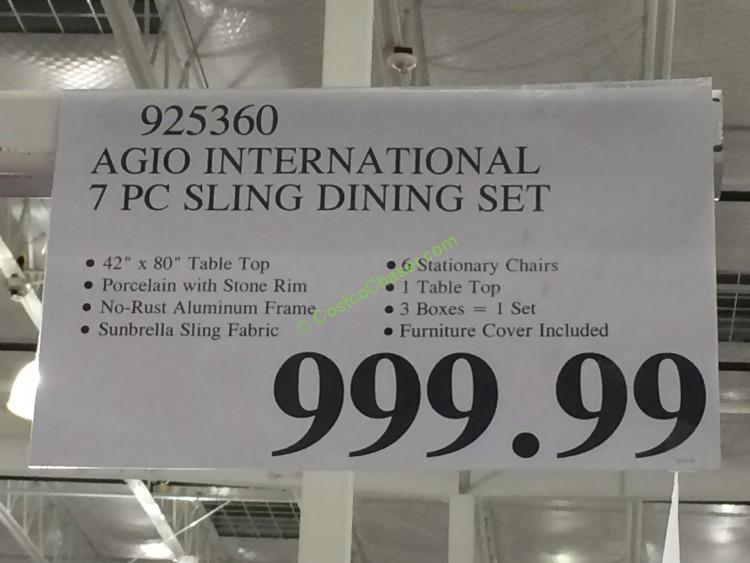 925360
AGIO INTERNATIONAL
7 PC SLING DINING SET
• 42" x 80" Table Top
• Porcelain with Stone Rim
• No-Rust Aluminum Frame
• Sunbrella Sling Fabric
• 6 Stationary Chairs
• 1 Table Top
• 3 Boxes = 1 Set
• Furniture Cover Included
© CostcoChaser.com
999.99